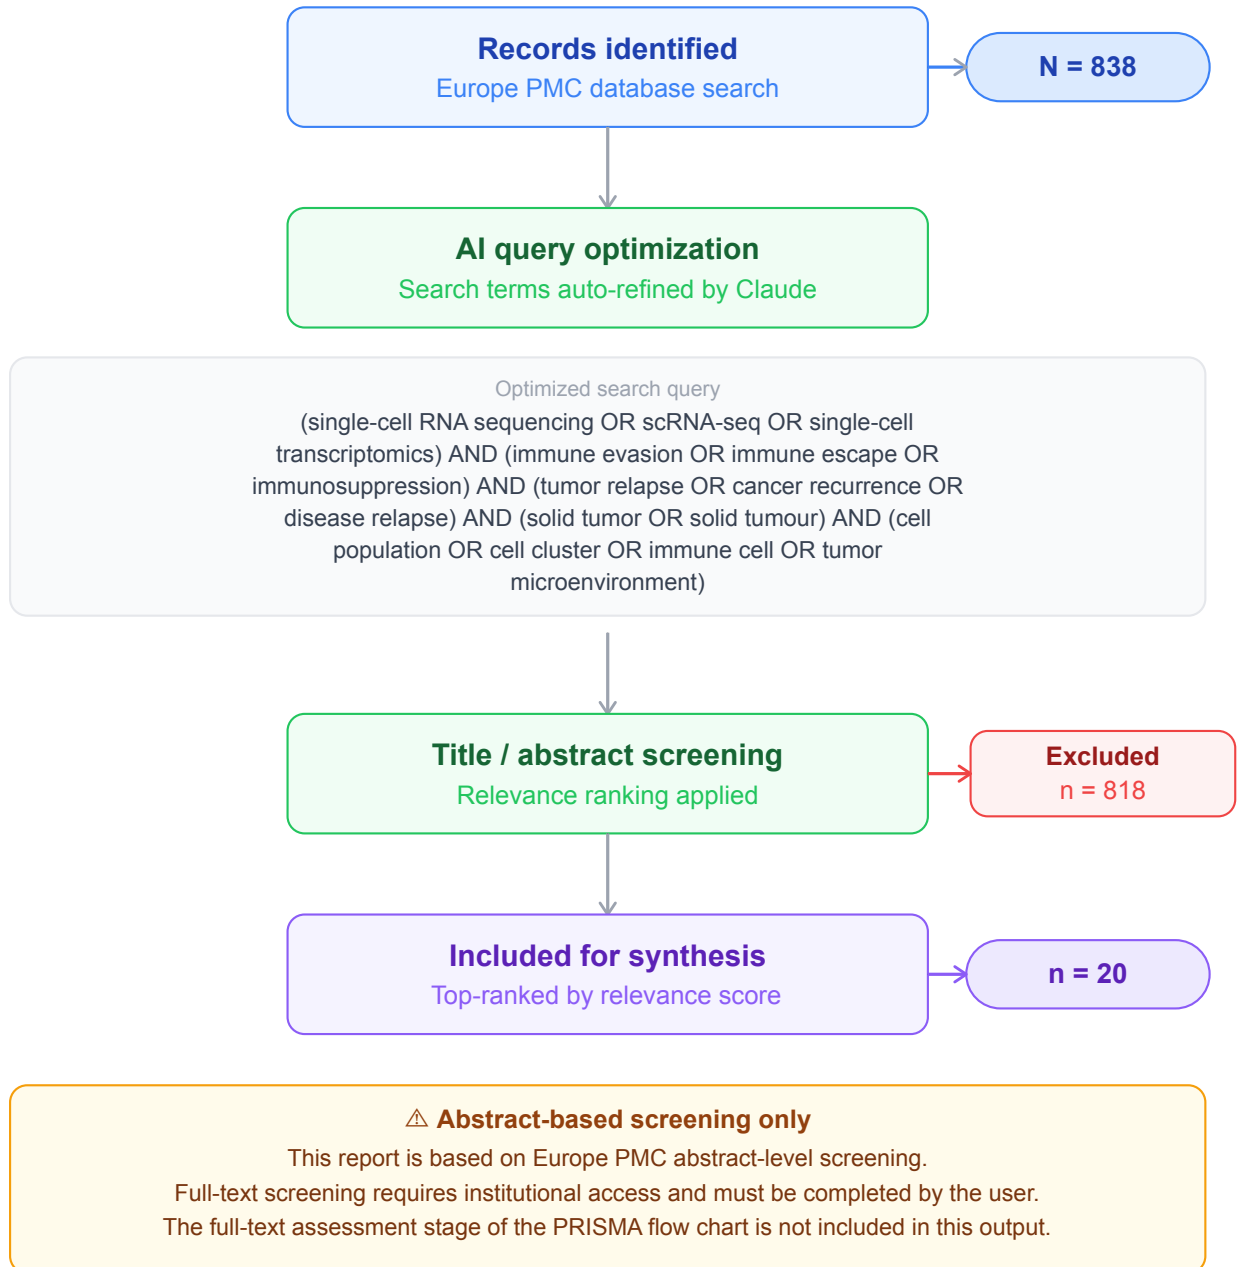 Records identified
Europe PMC database search
N = 838
AI query optimization
Search terms auto-refined by Claude
Optimized search query
(single-cell RNA sequencing OR scRNA-seq OR single-cell
transcriptomics) AND (immune evasion OR immune escape OR
immunosuppression) AND (tumor relapse OR cancer recurrence OR
disease relapse) AND (solid tumor OR solid tumour) AND (cell
population OR cell cluster OR immune cell OR tumor
microenvironment)
Title / abstract screening
Relevance ranking applied
Excluded
n = 818
Included for synthesis
Top-ranked by relevance score
n = 20
⚠ Abstract-based screening only
This report is based on Europe PMC abstract-level screening.
Full-text screening requires institutional access and must be completed by the user.
The full-text assessment stage of the PRISMA flow chart is not included in this output.